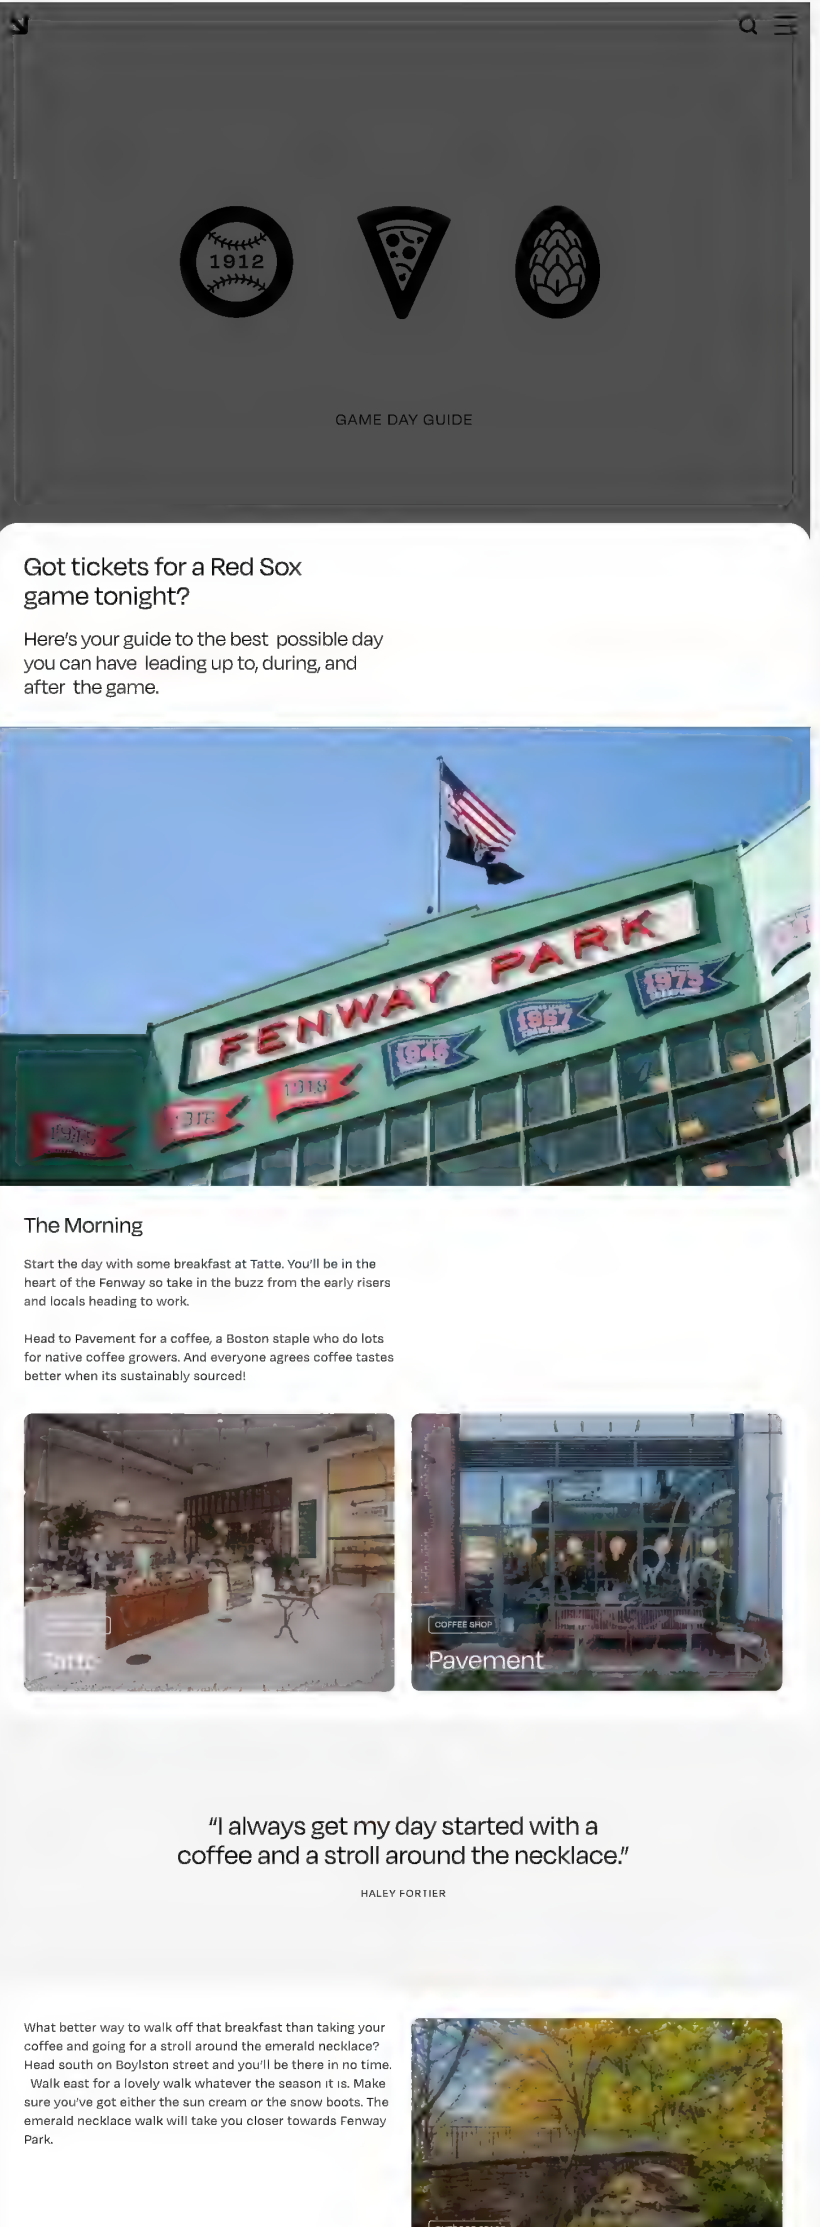 1912
GAME DAY GUIDE
Got tickets for a Red Sox
game tonight?
Here's your guide to the best possible day
you can have leading up to, during, and
after the game.
FENWAY PARK
1975
1967
1946
1918
The Morning
Start the day with some breakfast at Tatte. You'll be in the
heart of the Fenway so take in the buzz from the early risers
and locals heading to work.
Head to Pavement for a coffee, a Boston staple who do lots
for native coffee growers. And everyone agrees coffee tastes
better when its sustainably sourced!
Tatte
COFFEE SHOP
Pavement
“I always get my day started with a
coffee and a stroll around the necklace.”
HALEY FORTIER
What better way to walk off that breakfast than taking your
coffee and going for a stroll around the emerald necklace?
Head south on Boylston street and you'll be there in no time.
Walk east for a lovely walk whatever the season it is. Make
sure you've got either the sun cream or the snow boots. The
emerald necklace walk will take you closer towards Fenway
Park.